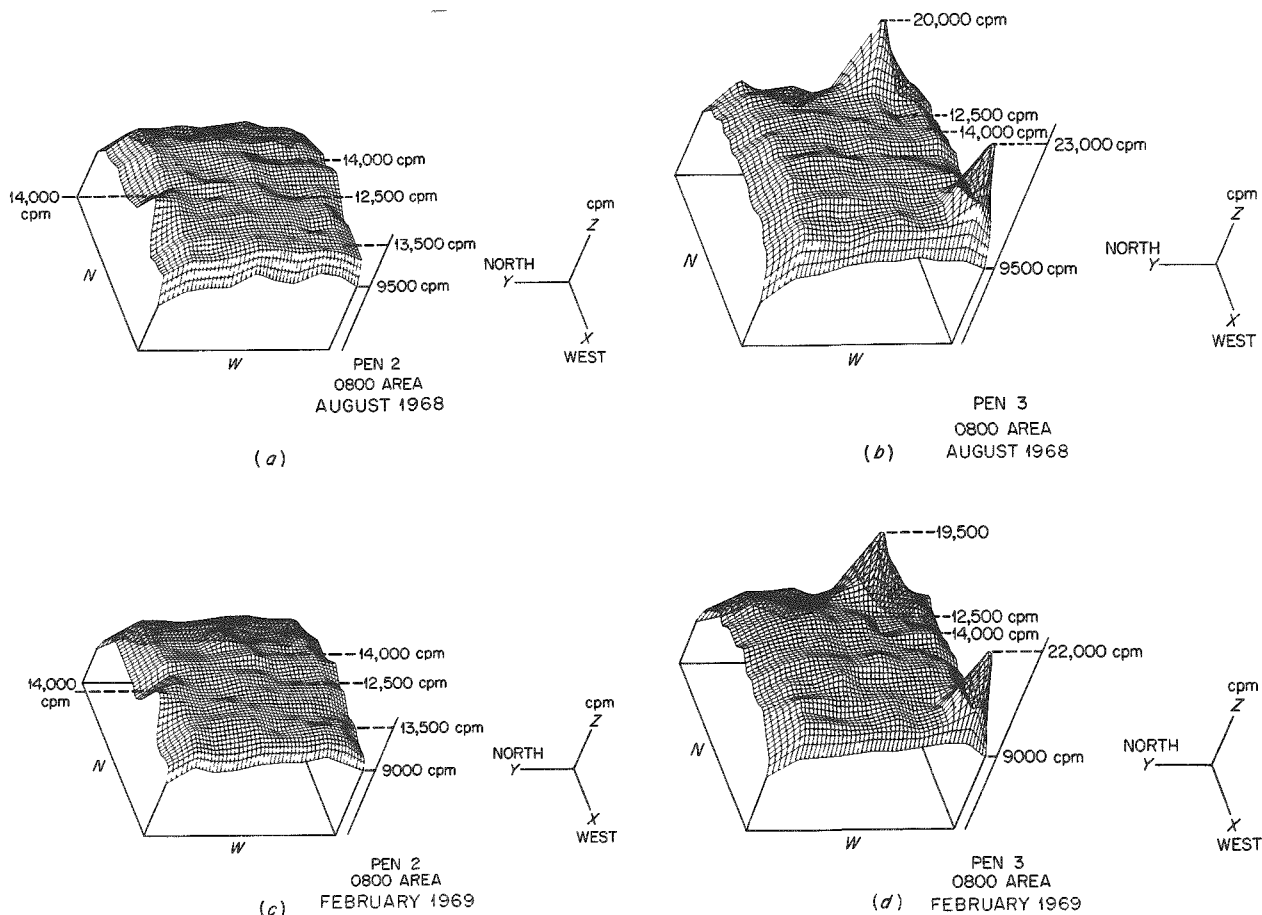 14,000 cpm
14,000
cpm
12,500 cpm
13,500 cpm
9500 cpm
N
W
cpm
Z
NORTH
Y
X
WEST
PEN 2
0800 AREA
AUGUST 1968
(a)
20,000 cpm
12,500 cpm
14,000 cpm
23,000 cpm
9500 cpm
N
W
cpm
Z
NORTH
Y
X
WEST
PEN 3
0800 AREA
AUGUST 1968
(b)
14,000 cpm
14,000
cpm
12,500 cpm
13,500 cpm
9000 cpm
N
W
cpm
Z
NORTH
Y
X
WEST
PEN 2
0800 AREA
FEBRUARY 1969
(c)
19,500
12,500 cpm
14,000 cpm
22,000 cpm
9000 cpm
N
W
cpm
Z
NORTH
Y
X
WEST
PEN 3
0800 AREA
FEBRUARY 1969
(d)